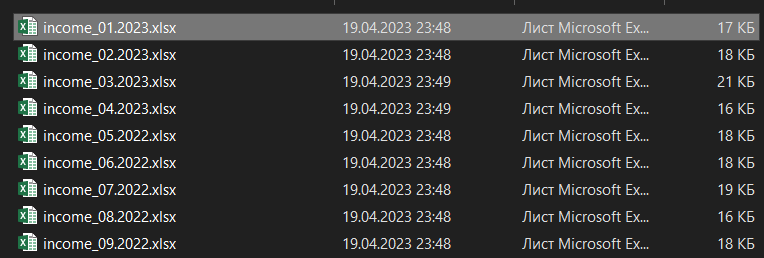 income_01.2023.xlsx 19.04.2023 23:48 Лист Microsoft Ex... 17 КБ
income_02.2023.xlsx 19.04.2023 23:48 Лист Microsoft Ex... 18 КБ
income_03.2023.xlsx 19.04.2023 23:49 Лист Microsoft Ex... 21 КБ
income_04.2023.xlsx 19.04.2023 23:49 Лист Microsoft Ex... 16 КБ
income_05.2022.xlsx 19.04.2023 23:48 Лист Microsoft Ex... 18 КБ
income_06.2022.xlsx 19.04.2023 23:48 Лист Microsoft Ex... 18 КБ
income_07.2022.xlsx 19.04.2023 23:48 Лист Microsoft Ex... 19 КБ
income_08.2022.xlsx 19.04.2023 23:48 Лист Microsoft Ex... 16 КБ
income_09.2022.xlsx 19.04.2023 23:48 Лист Microsoft Ex... 18 КБ